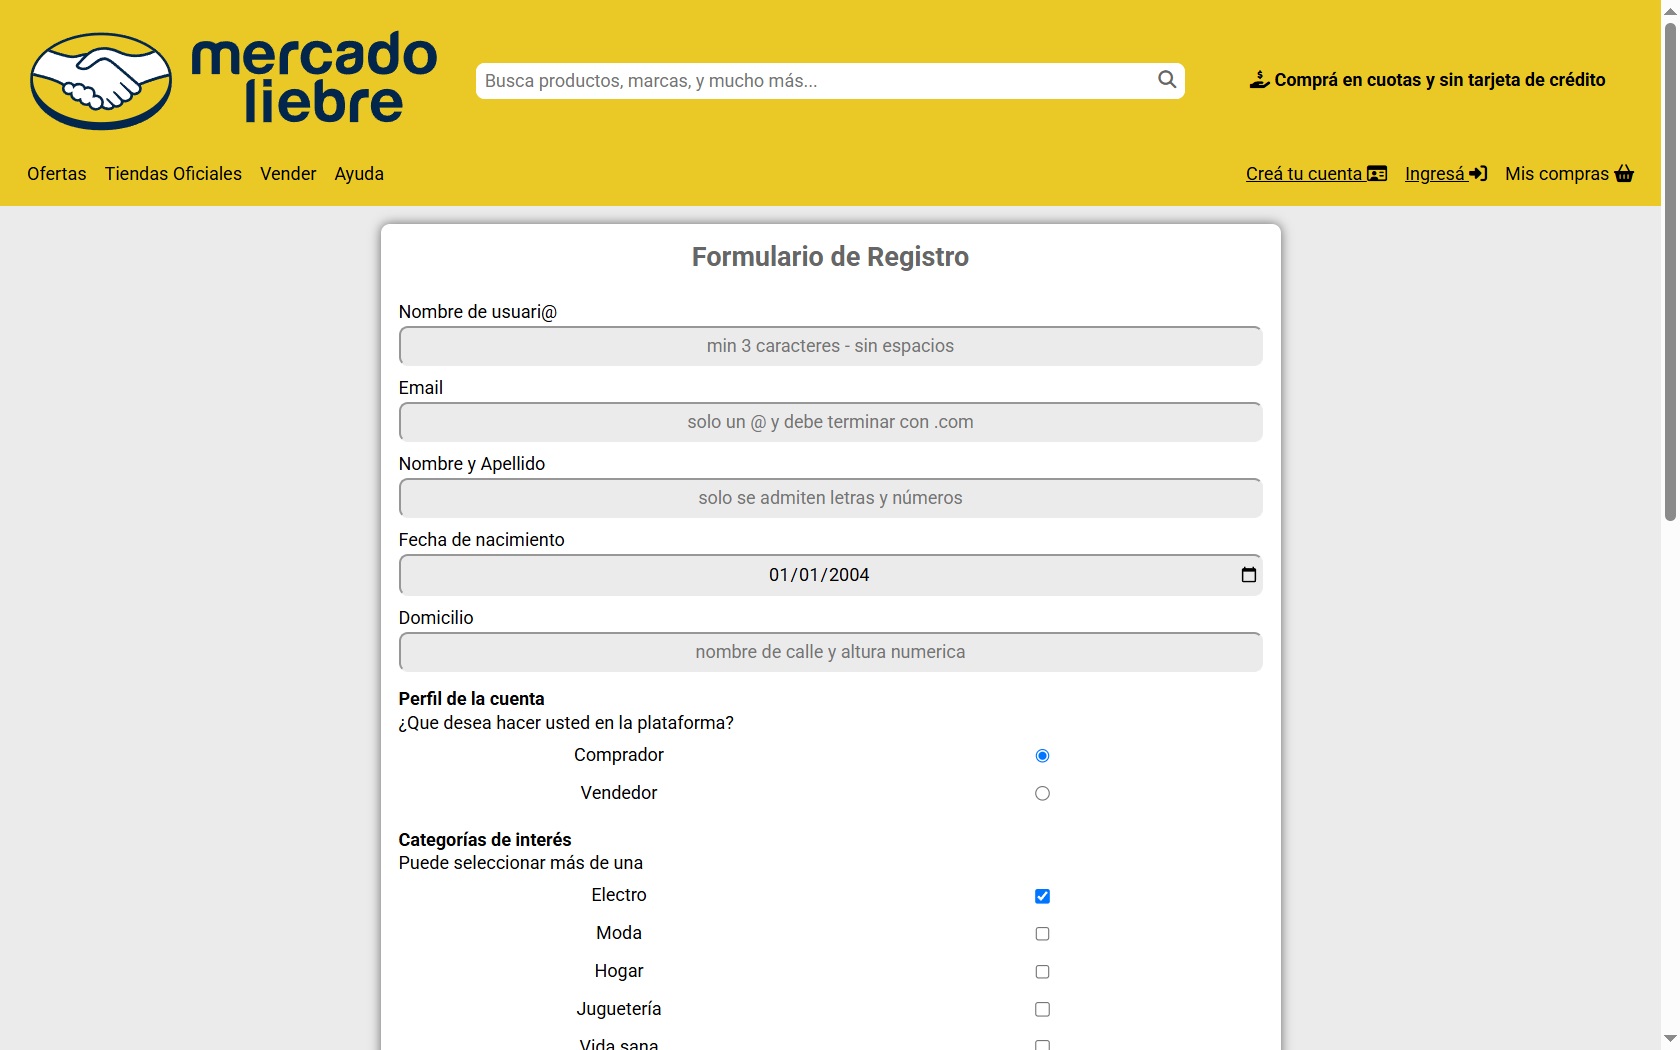 mercado
liebre
Busca productos, marcas, y mucho más...
Comprá en cuotas y sin tarjeta de crédito
Ofertas Tiendas Oficiales Vender Ayuda
Creá tu cuenta Ingresá Mis compras
Formulario de Registro
Nombre de usuari@
min 3 caracteres - sin espacios
Email
solo un @ y debe terminar con .com
Nombre y Apellido
solo se admiten letras y números
Fecha de nacimiento
01/01/2004
Domicilio
nombre de calle y altura numerica
Perfil de la cuenta
¿Que desea hacer usted en la plataforma?
Comprador
Vendedor
Categorías de interés
Puede seleccionar más de una
Electro
Moda
Hogar
Juguetería
Vida sana